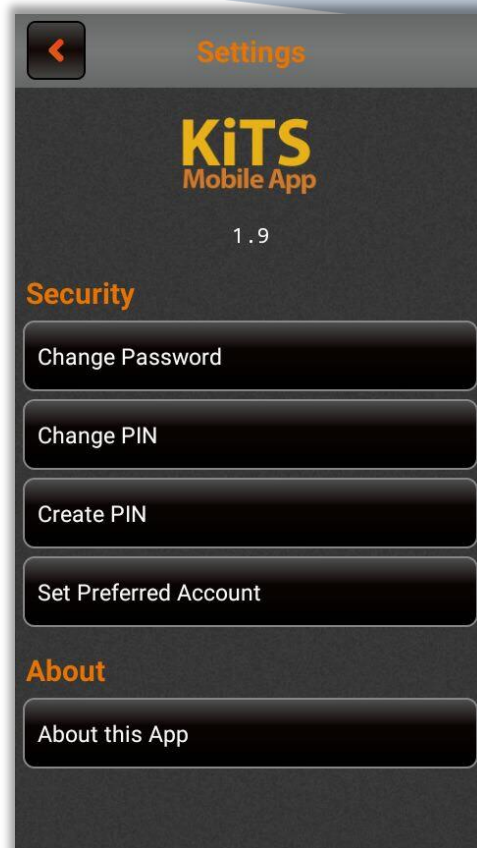 Settings
KiTS
Mobile App
1.9
Security
Change Password
Change PIN
Create PIN
Set Preferred Account
About
About this App